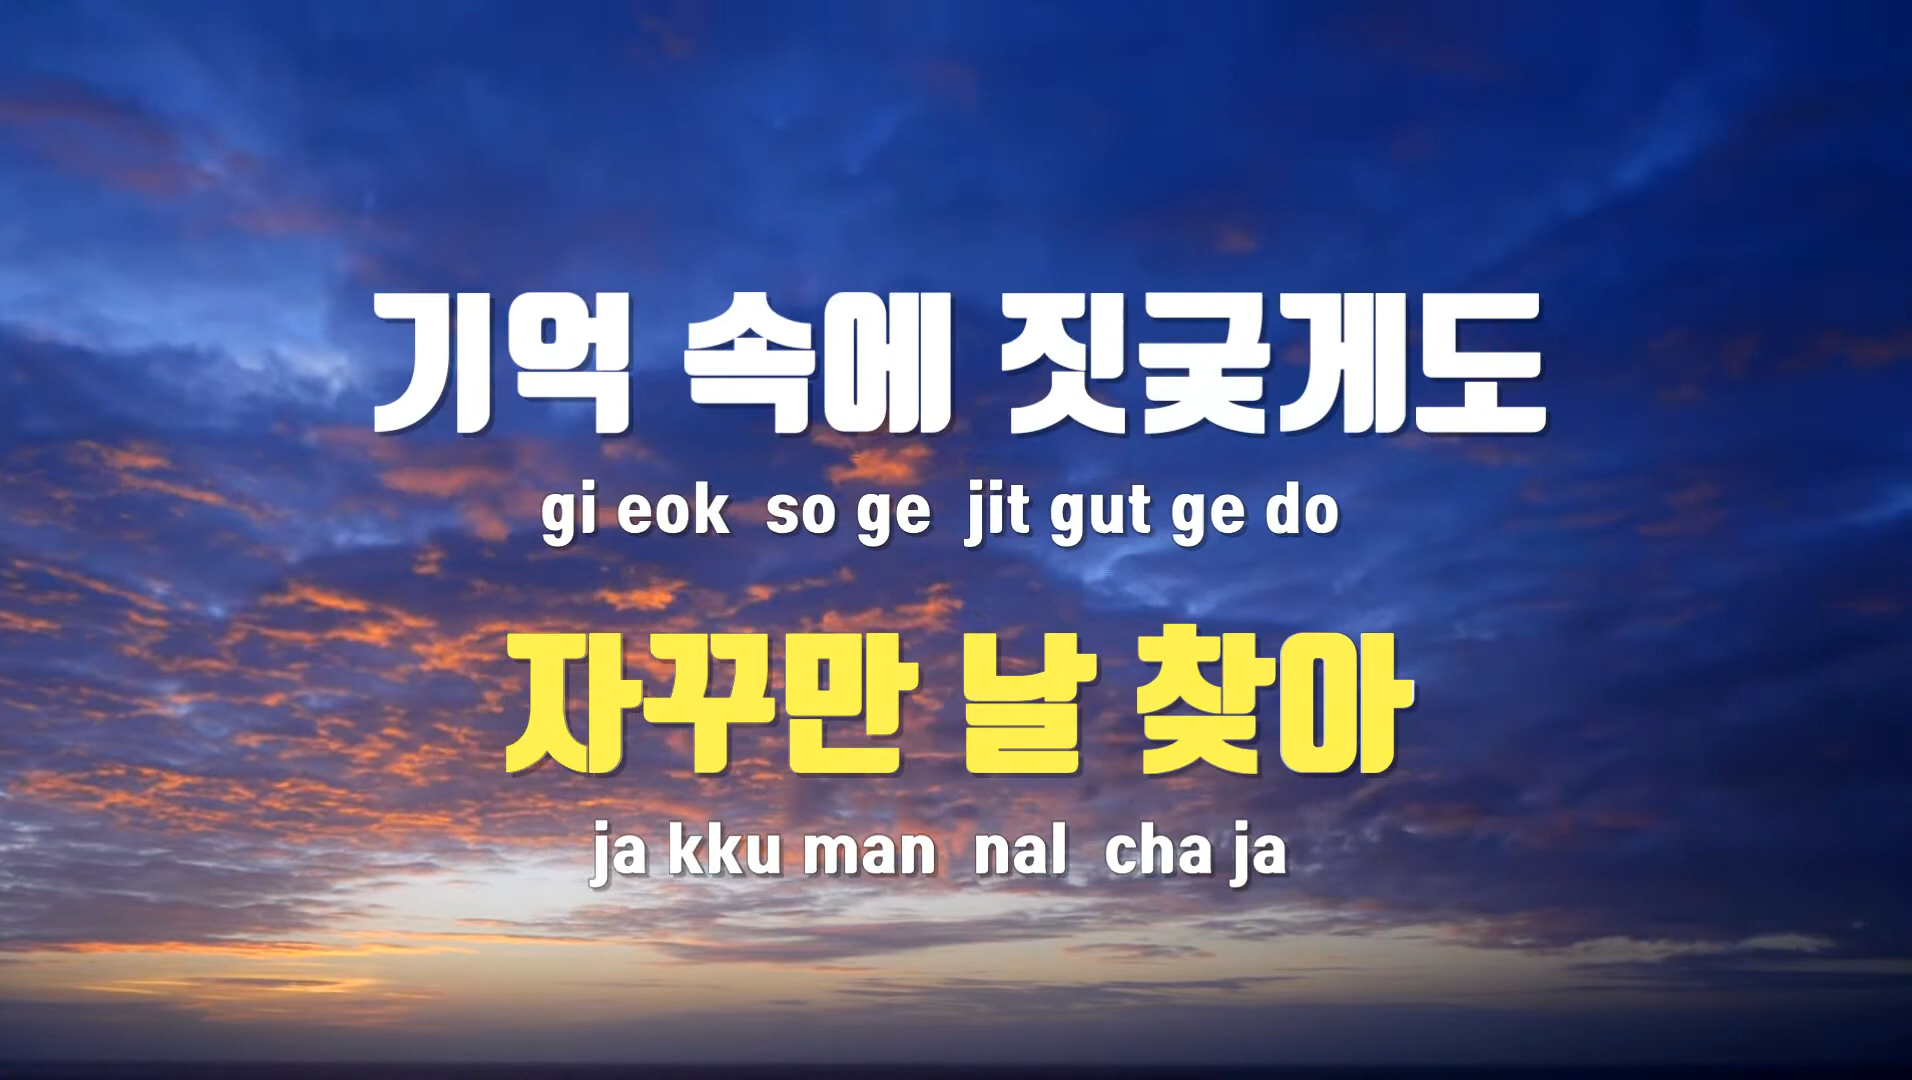 기억 속에 짓궂게도
gi eok so ge jit gut ge do
자꾸만 날 찾아
ja kku man nal cha ja